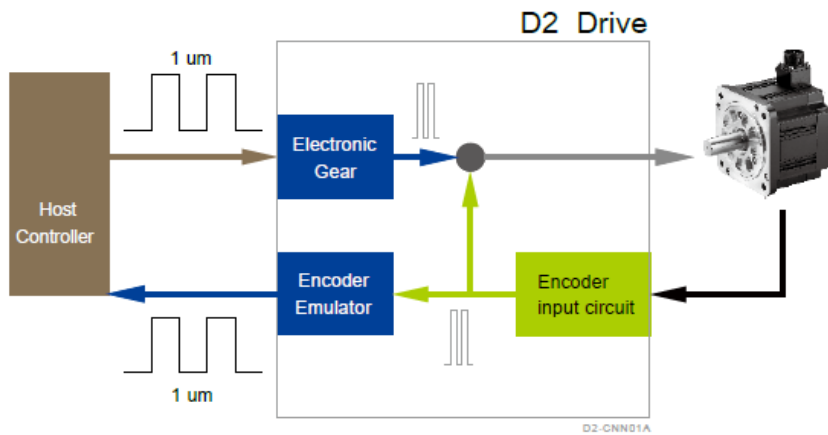 D2 Drive
1 um
Electronic
Gear
Host
Controller
Encoder
Emulator
Encoder
input circuit
1 um
D2-CNN01A